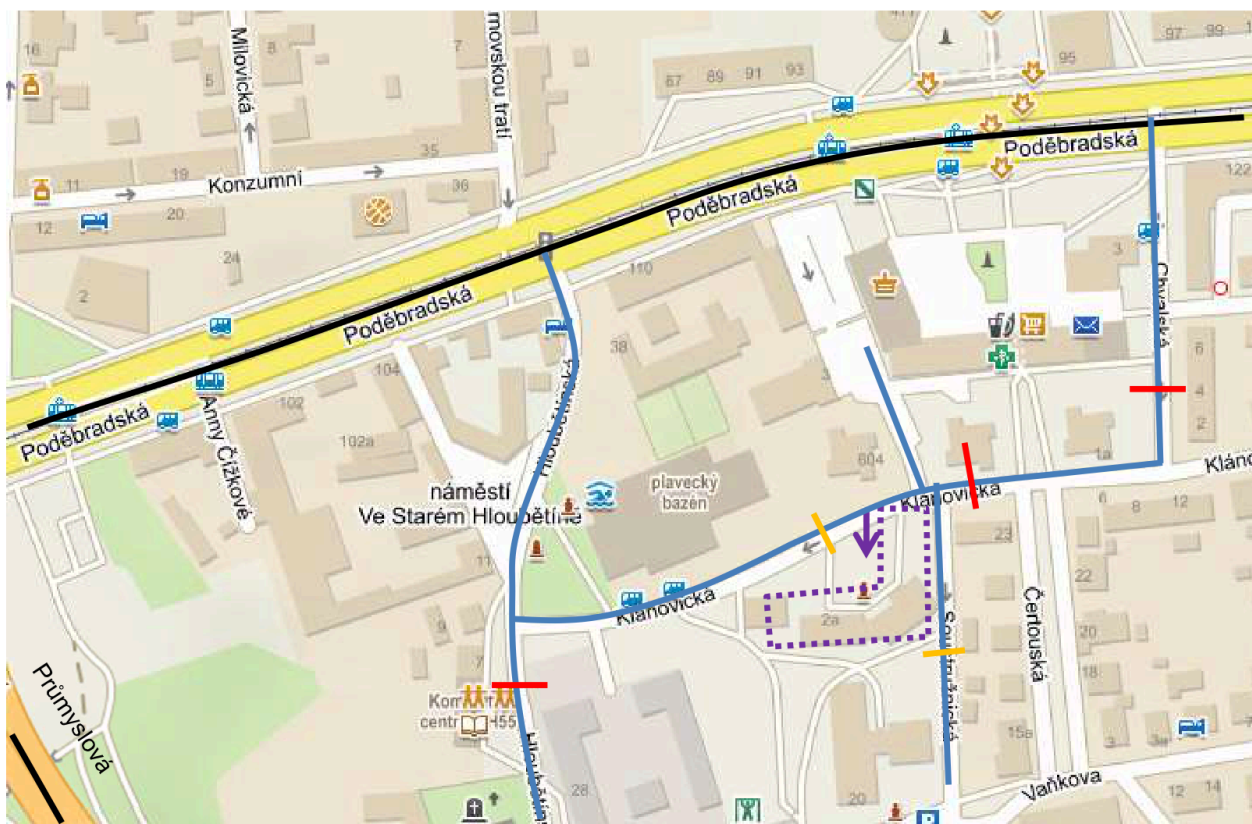 16
Milovická
8
5
rnovskou tratí
7
67 89 91 93
95
97 99
11
19
Konzumní
35
36
12
20
24
2
Poděbradská
Poděbradská
Poděbradská
Poděbradská
122
3
Chvalská
110
38
104
102
102a
Anny Čížkové
Hloubětínská
náměstí
Ve Starém Hloubětíně
plavecký
bazén
604
6
4
2
1a
Klánovická
Klánovická
6
8
12
23
22
11
9
7
2a
Čertouská
20
18
Soustružnická
Průmyslová
15a
3
3a
Vaňkova
12
14
28
20